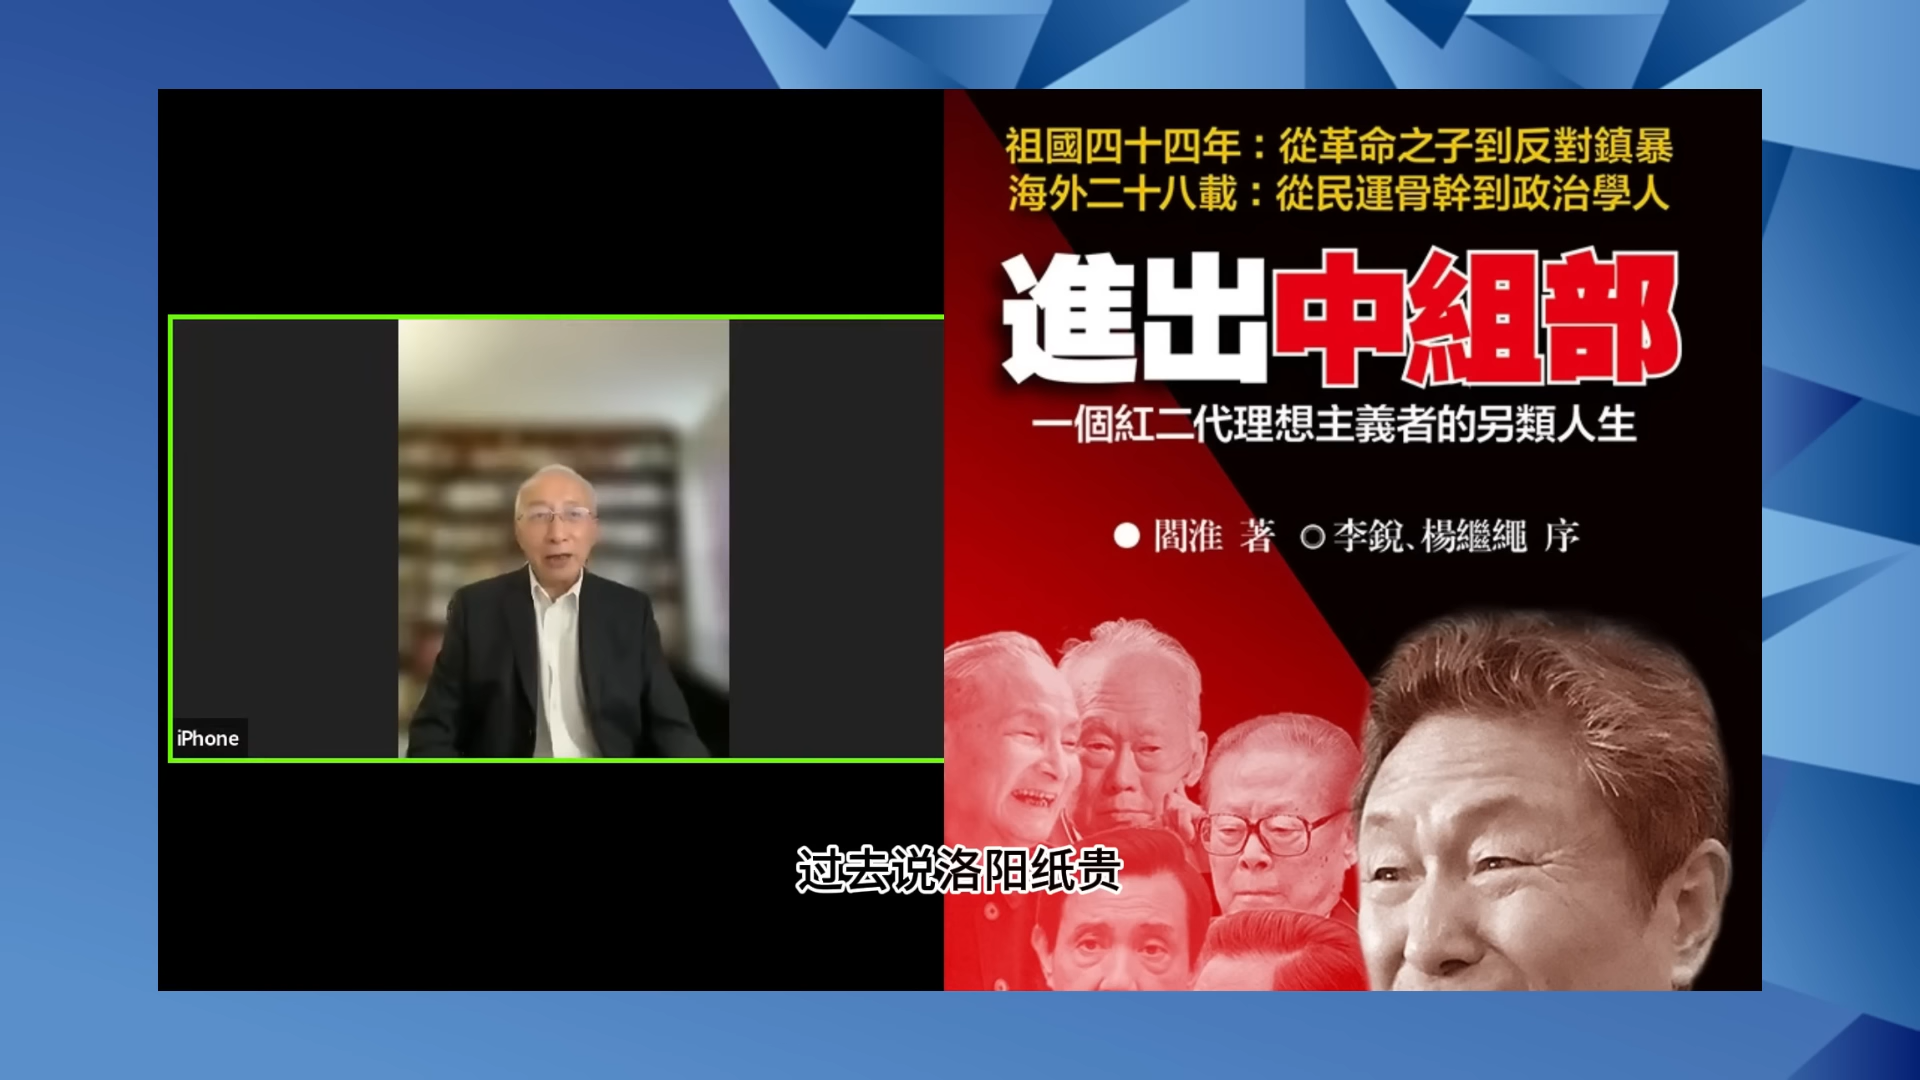 祖國四十四年：從革命之子到反對鎮暴
海外二十八載：從民運骨幹到政治學人
進出中組部
一個紅二代理想主義者的另類人生
●閻淮 著 ○李銳、楊繼繩 序
iPhone
过去说洛阳纸贵